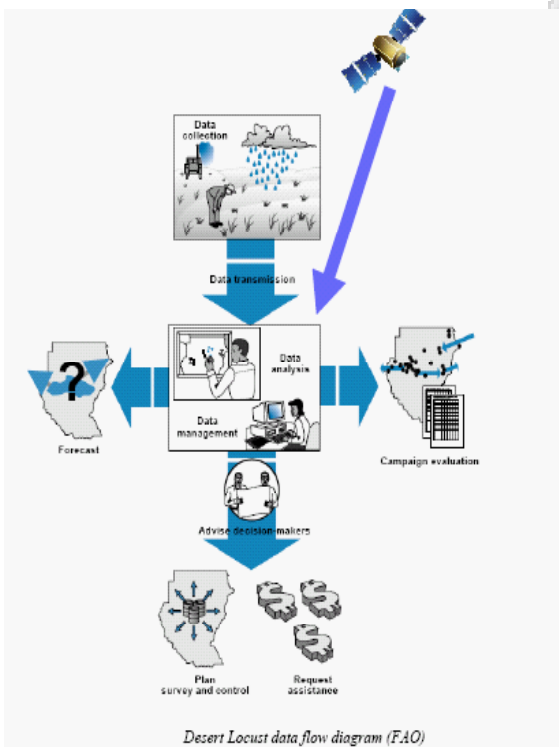 Data
collection
Data transmission
Data
analysis
Data
management
Forecast
Campaign evaluation
Advise decision-makers
Plan
survey and control
Request
assistance
Desert Locust data flow diagram (FAO)